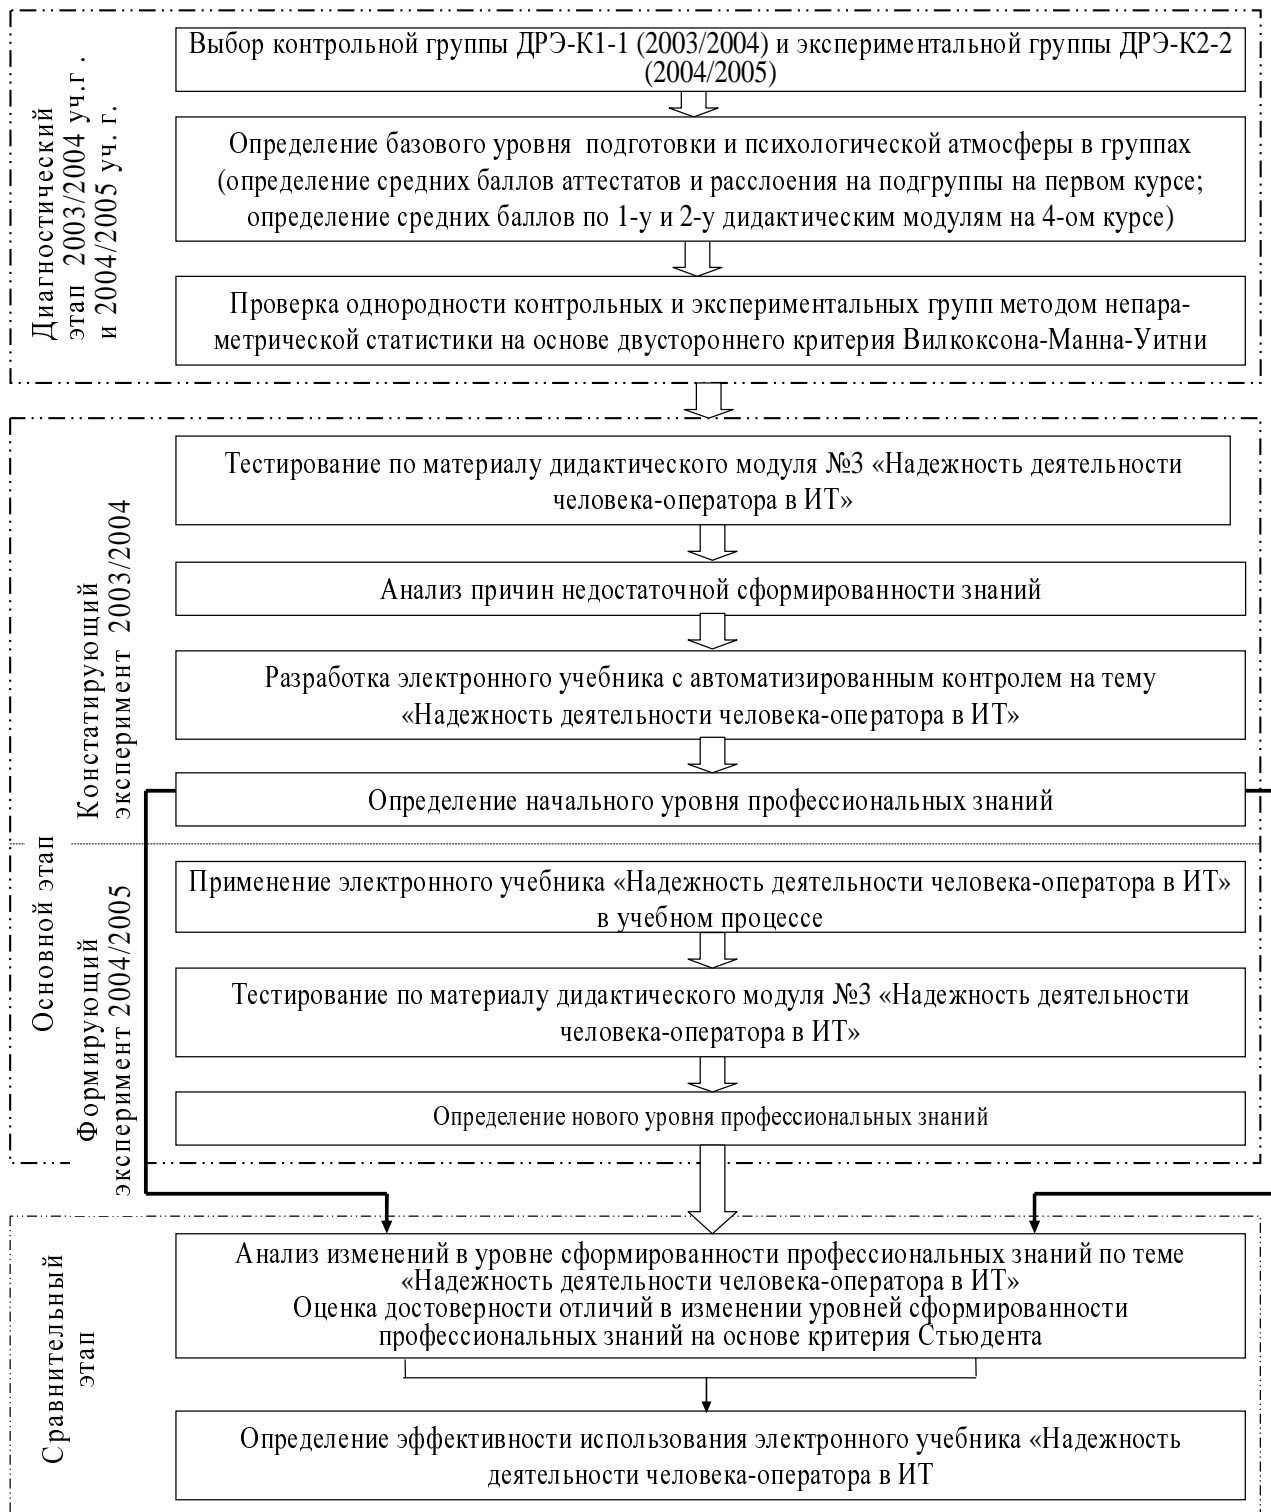 Диагностический
этап 2003/2004 уч.г .
и 2004/2005 уч. г.
Выбор контрольной группы ДРЭ-К1-1 (2003/2004) и экспериментальной группы ДРЭ-К2-2
(2004/2005)
Определение базового уровня подготовки и психологической атмосферы в группах
(определение средних баллов аттестатов и расслоения на подгруппы на первом курсе;
определение средних баллов по 1-у и 2-у дидактическим модулям на 4-ом курсе)
Проверка однородности контрольных и экспериментальных групп методом непара-
метрической статистики на основе двустороннего критерия Вилкоксона-Манна-Уитни
Основной этап
Констатирующий
эксперимент 2003/2004
Тестирование по материалу дидактического модуля №3 «Надежность деятельности
человека-оператора в ИТ»
Анализ причин недостаточной сформированности знаний
Разработка электронного учебника с автоматизированным контролем на тему
«Надежность деятельности человека-оператора в ИТ»
Определение начального уровня профессиональных знаний
Формирующий
эксперимент 2004/2005
Применение электронного учебника «Надежность деятельности человека-оператора в ИТ»
в учебном процессе
Тестирование по материалу дидактического модуля №3 «Надежность деятельности
человека-оператора в ИТ»
Определение нового уровня профессиональных знаний
Сравнительный
этап
Анализ изменений в уровне сформированности профессиональных знаний по теме
«Надежность деятельности человека-оператора в ИТ»
Оценка достоверности отличий в изменении уровней сформированности
профессиональных знаний на основе критерия Стьюдента
Определение эффективности использования электронного учебника «Надежность
деятельности человека-оператора в ИТ